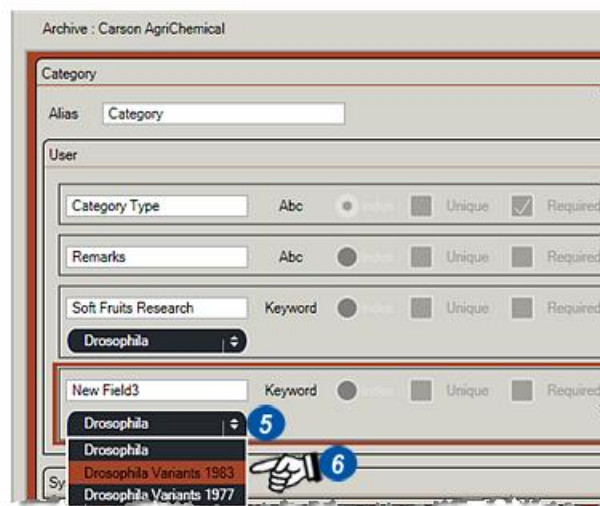 Archive : Carson AgriChemical
Category
Alias Category
User
Category Type Abc Index Unique Required
Remarks Abc Index Unique Required
Soft Fruits Research Keyword Index Unique Required
Drosophila
New Field3 Keyword Index Unique Required
Drosophila 5
Drosophila
Drosophila Variants 1983 6
Sy
Drosophila Variants 1977